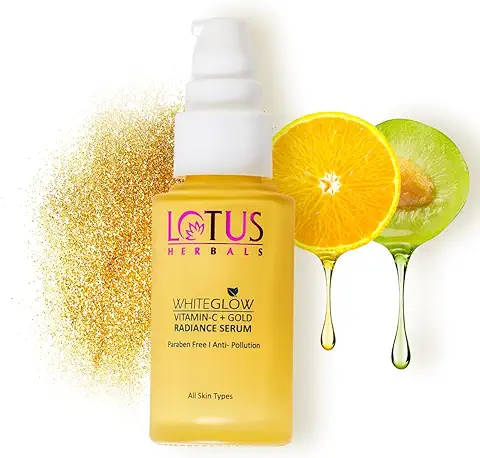 LOTUS
HERBALS
WHITEGLOW
VITAMIN-C + GOLD
RADIANCE SERUM
Paraben Free I Anti- Pollution
All Skin Types